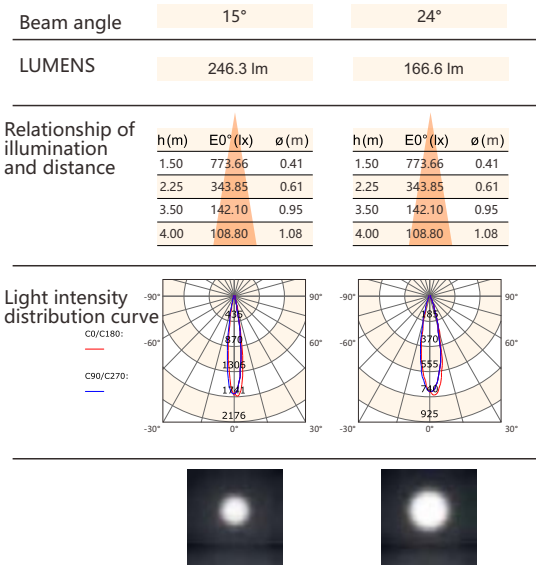 Beam angle 15° 24°
LUMENS 246.3 lm 166.6 lm
Relationship of
illumination
and distance
h(m) E0°(lx) ø(m)
1.50 773.66 0.41
2.25 343.85 0.61
3.50 142.10 0.95
4.00 108.80 1.08
h(m) E0°(lx) ø(m)
1.50 773.66 0.41
2.25 343.85 0.61
3.50 142.10 0.95
4.00 108.80 1.08
Light intensity
distribution curve
C0/C180:
C90/C270:
-90° 90°
435
-60° 60°
870
1306
1741
2176
-30° 0° 30°
-90° 90°
185
-60° 60°
370
555
740
925
-30° 0° 30°